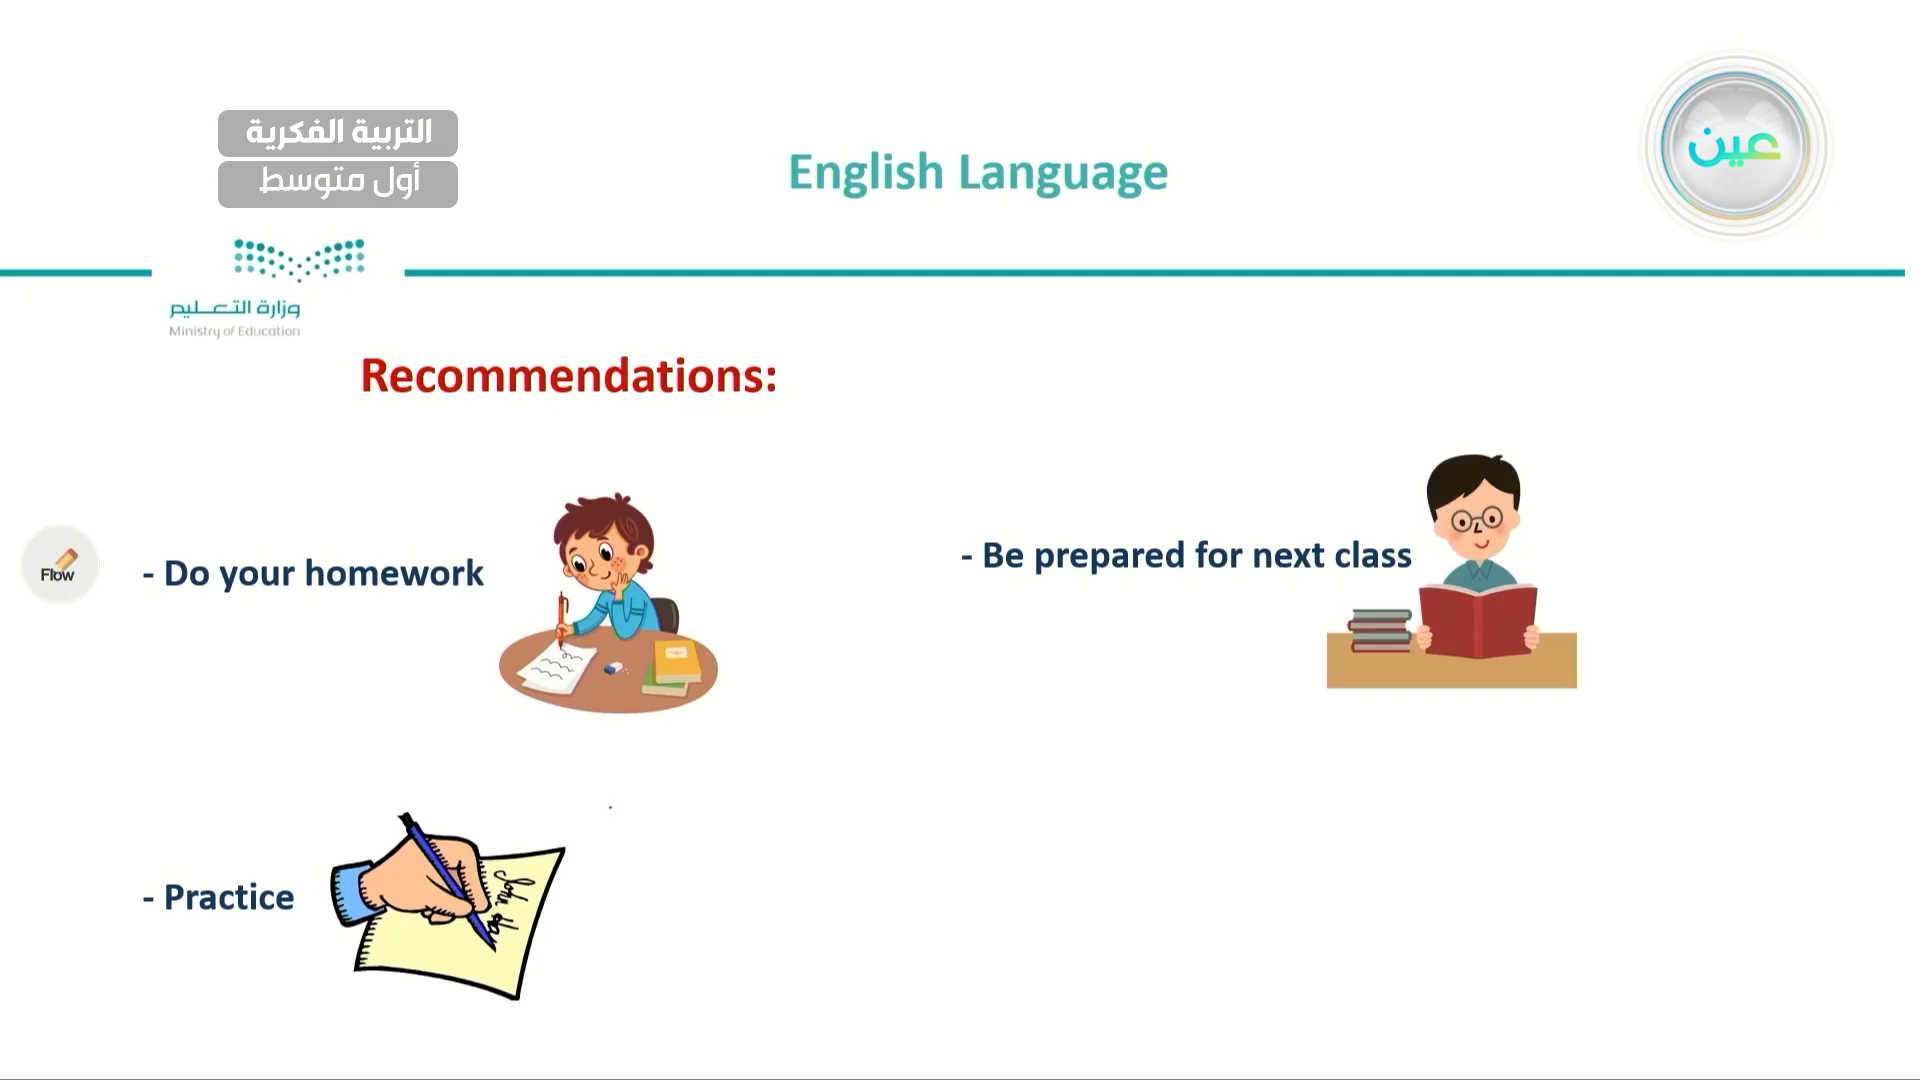 التربية الفكرية
أول متوسط
English Language
عين
وزارة التعليم
Ministry of Education
Recommendations:
- Do your homework
- Be prepared for next class
Flow
- Practice